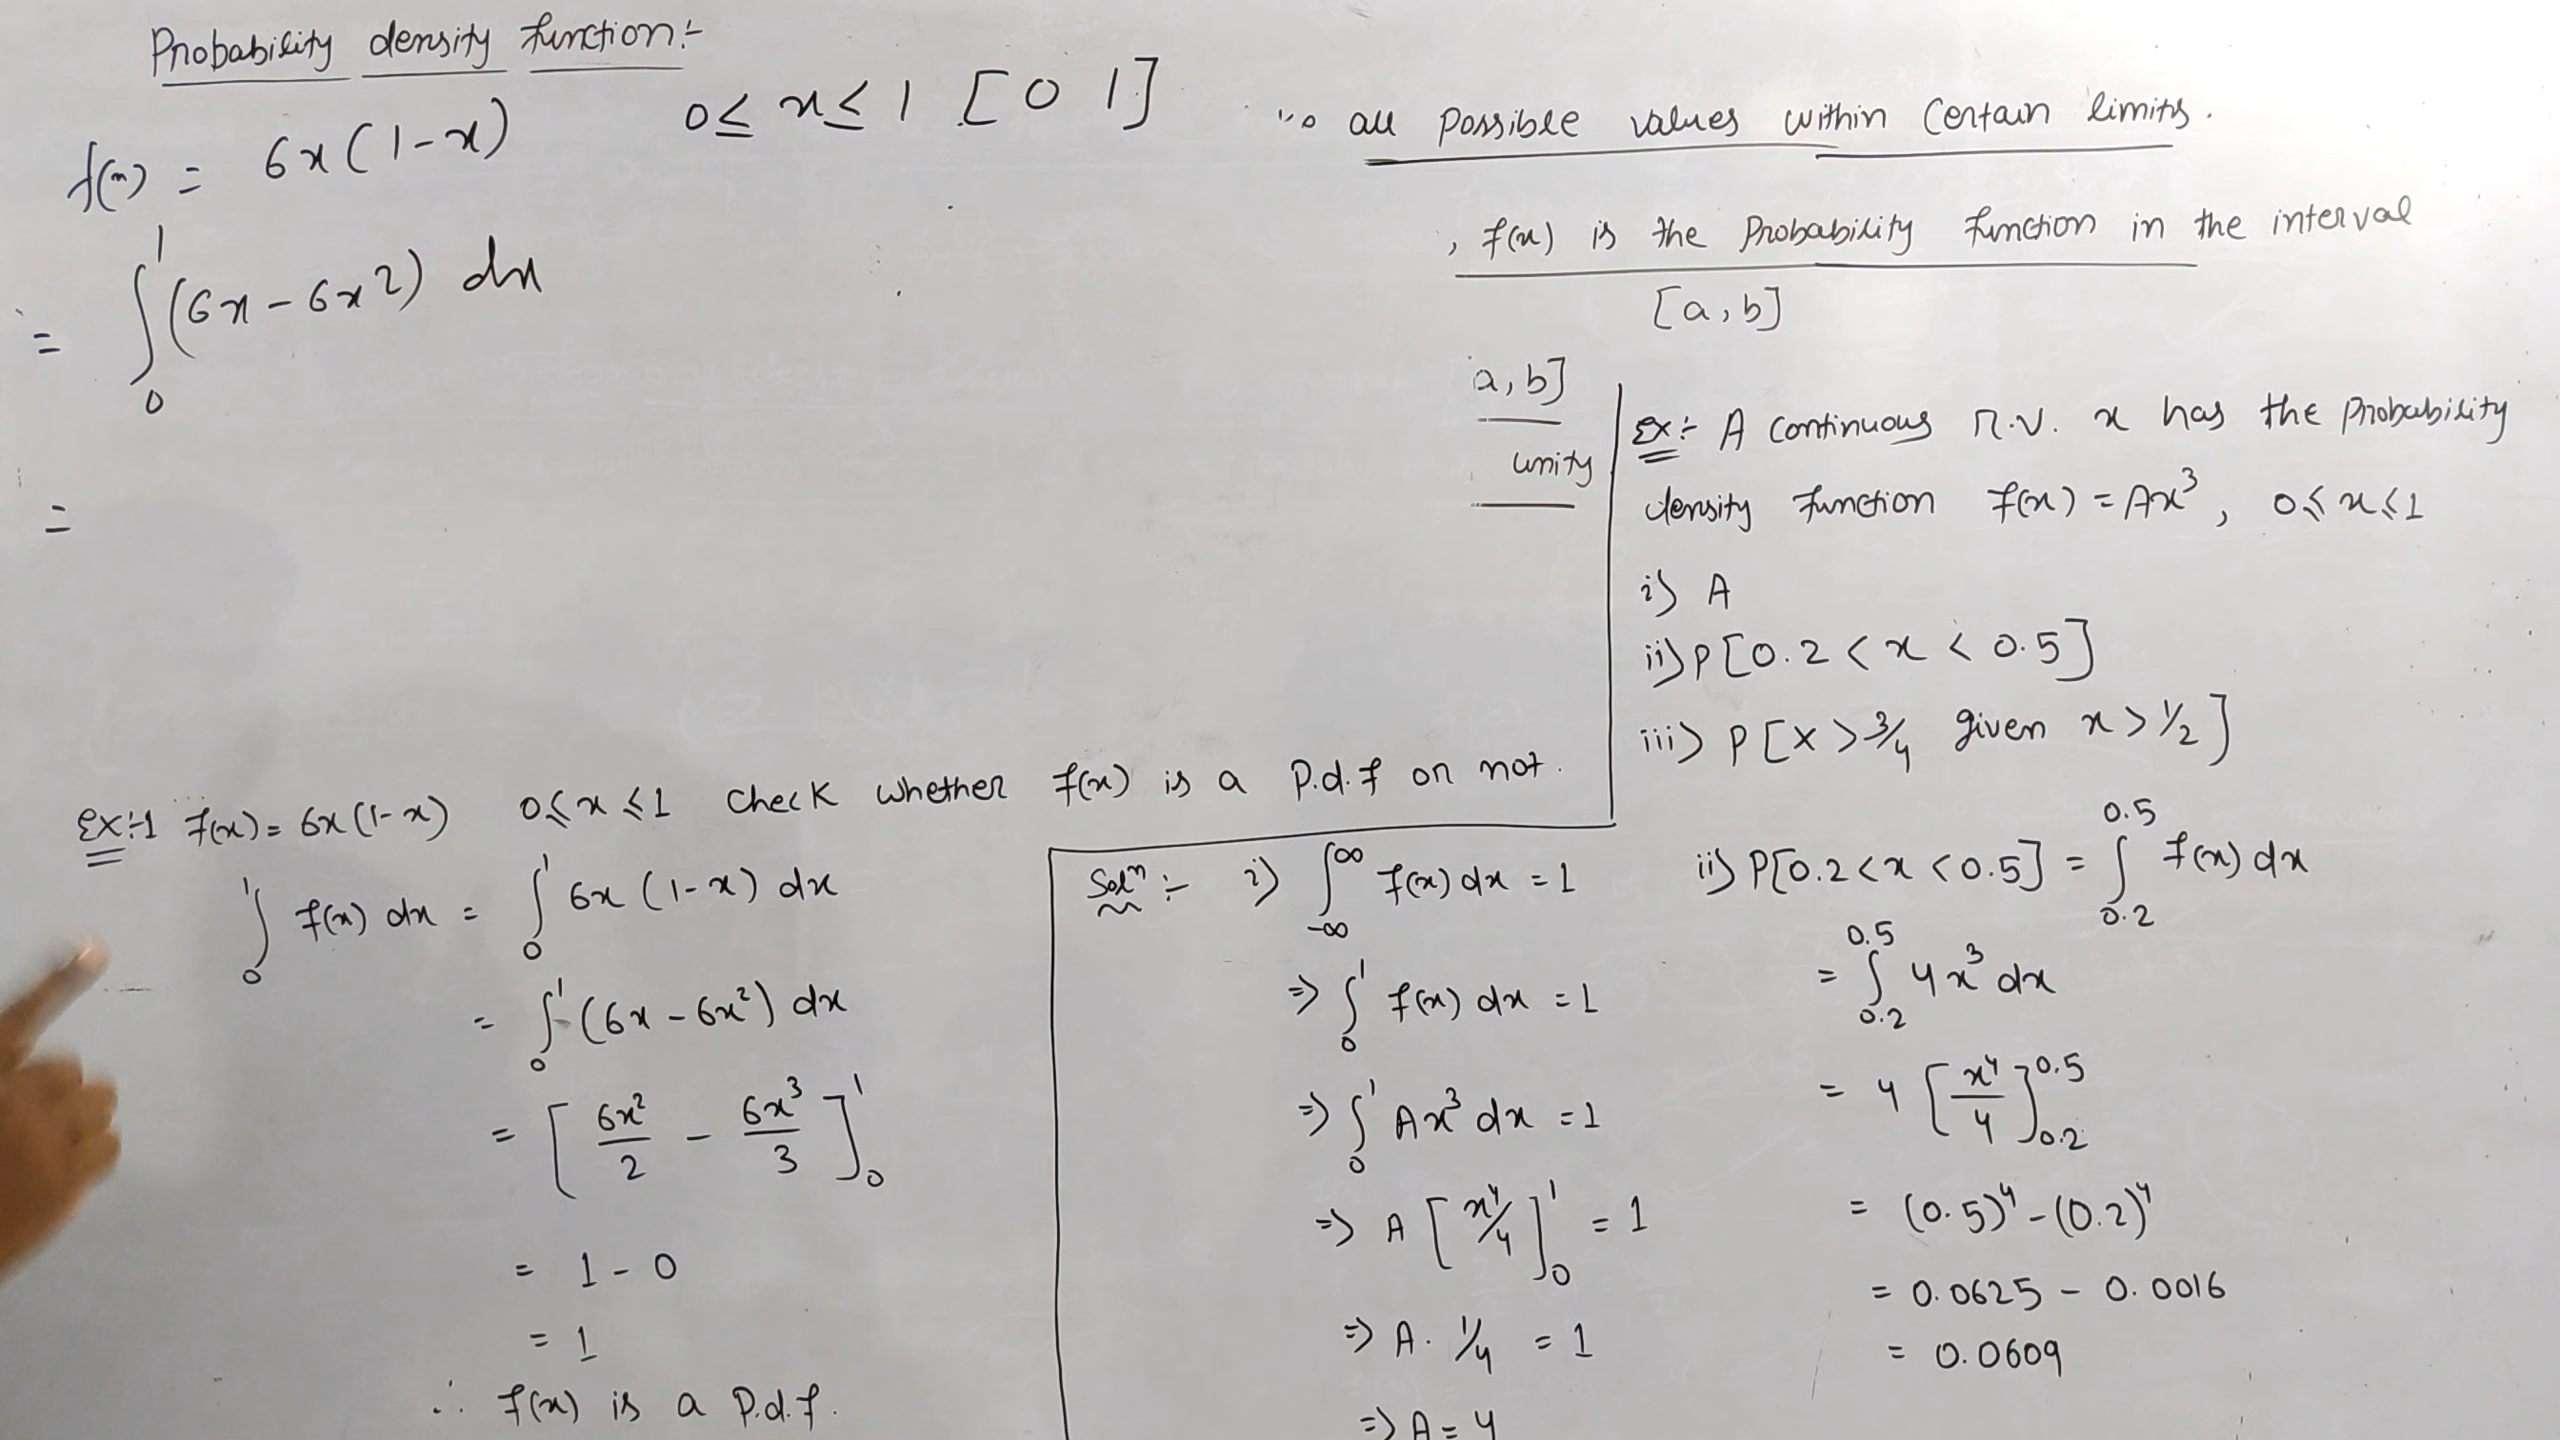 Probability density function:-
f(x) = 6x(1-x) 0≤ x ≤ 1 [0 1]
= ∫₀¹ (6x-6x²) dx
=
all possible values within certain limits.
, f(x) is the probability function in the interval
[a,b]
a,b]
unity
Ex:- A continuous r.v. x has the probability
density function f(x) = Ax³, 0≤x≤1
i) A
ii) P[0.2 < x < 0.5]
iii) P[X > 3/4 given x > 1/2]
Ex:-1 f(x) = 6x(1-x) 0≤x≤1 check whether f(x) is a p.d.f or not.
∫₀¹ f(x) dx = ∫₀¹ 6x(1-x) dx
= ∫₀¹ (6x-6x²) dx
= [6x²/2 - 6x³/3]₀¹
= 1-0
= 1
∴ f(x) is a p.d.f.
Solⁿ:- i) ∫₋∞^∞ f(x) dx = 1
⇒ ∫₀¹ f(x) dx = 1
⇒ ∫₀¹ Ax³ dx = 1
⇒ A [x⁴/4]₀¹ = 1
⇒ A. 1/4 = 1
⇒ A = 4
ii) P[0.2<x<0.5] = ∫_0.2^0.5 f(x) dx
= ∫_0.2^0.5 4x³ dx
= 4 [x⁴/4]_0.2^0.5
= (0.5)⁴-(0.2)⁴
= 0.0625 - 0.0016
= 0.0609